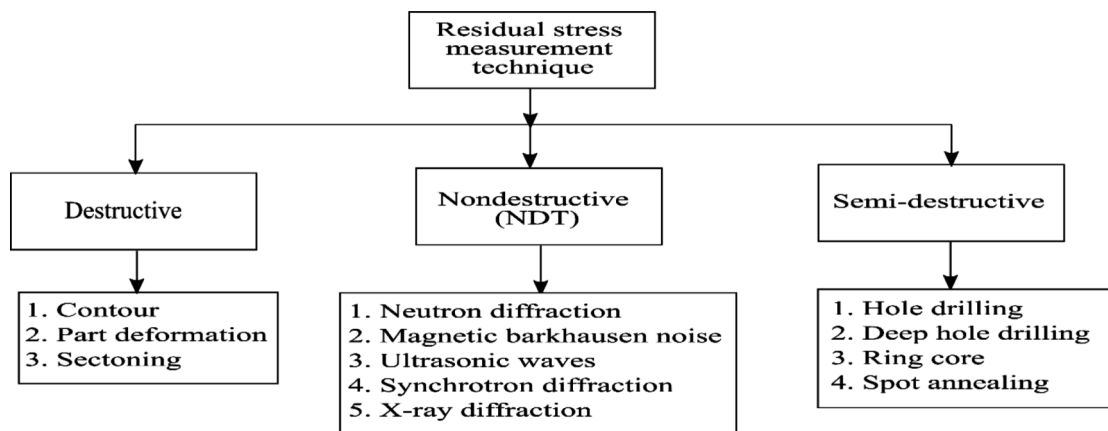 Residual stress
measurement
technique
Destructive
Nondestructive
(NDT)
Semi-destructive
1. Contour
2. Part deformation
3. Sectoning
1. Neutron diffraction
2. Magnetic barkhausen noise
3. Ultrasonic waves
4. Synchrotron diffraction
5. X-ray diffraction
1. Hole drilling
2. Deep hole drilling
3. Ring core
4. Spot annealing